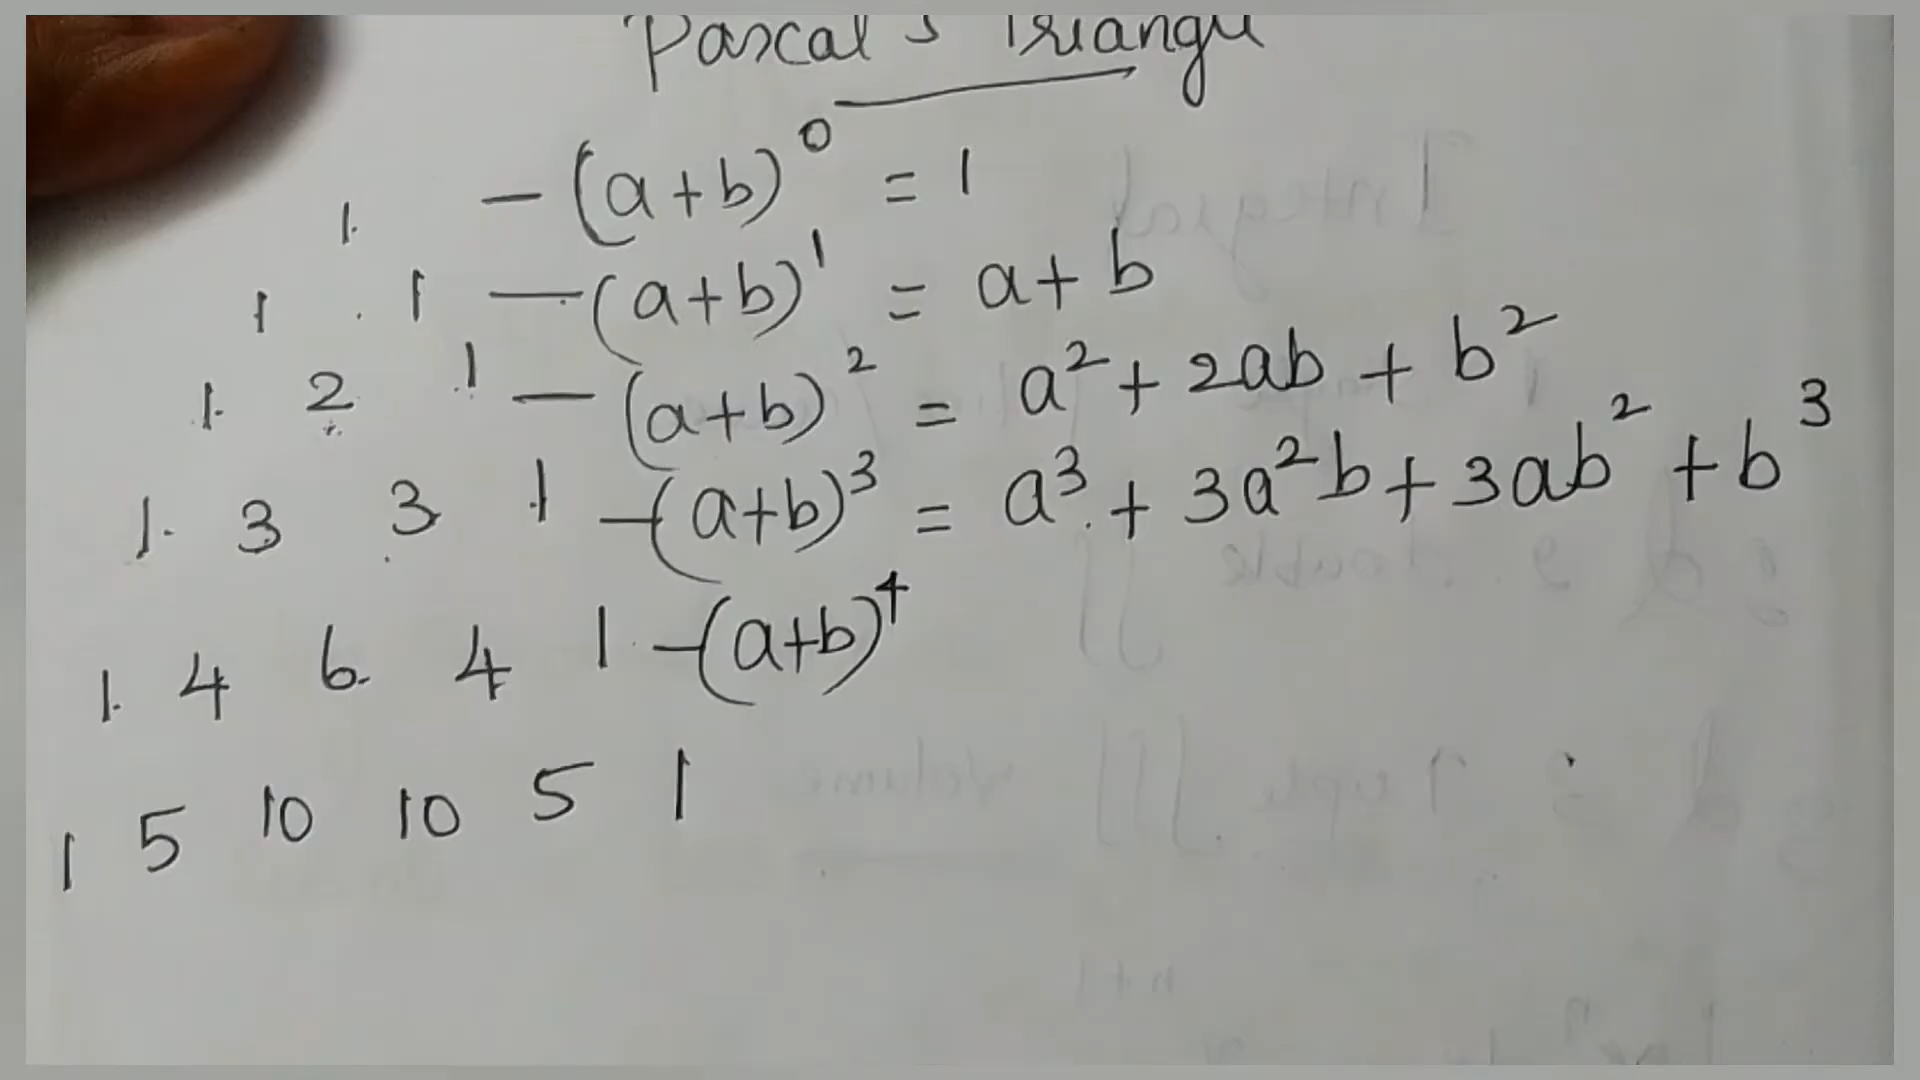 Pascal's Triangle
1 - (a+b)⁰ = 1
1 1 - (a+b)¹ = a+b
1 2 1 - (a+b)² = a² + 2ab + b²
1 3 3 1 - (a+b)³ = a³ + 3a²b + 3ab² + b³
1 4 6 4 1 - (a+b)⁴
1 5 10 10 5 1